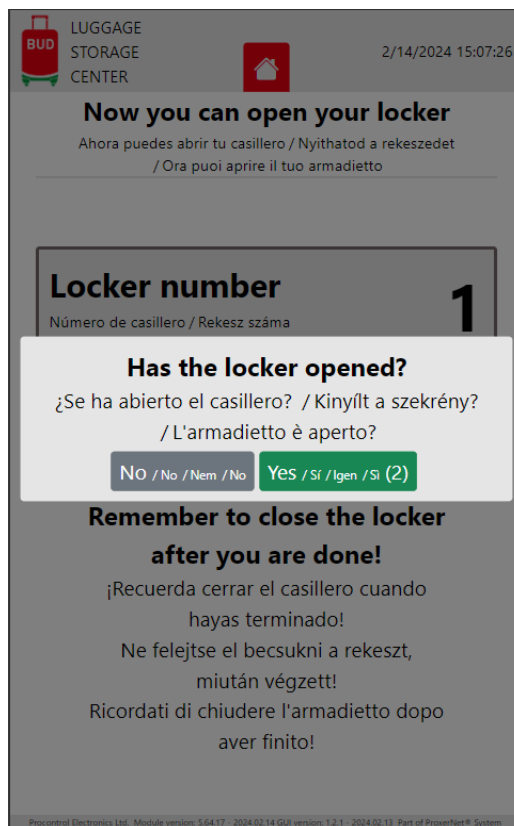 BUD
LUGGAGE
STORAGE
CENTER
2/14/2024 15:07:26
Now you can open your locker
Ahora puedes abrir tu casillero / Nyithatod a rekeszedet
/ Ora puoi aprire il tuo armadietto
Locker number
1
Número de casillero / Rekesz száma
Has the locker opened?
¿Se ha abierto el casillero? / Kinyílt a szekrény?
/ L'armadietto è aperto?
No / No / Nem / No
Yes / Sí / Igen / Sì (2)
Remember to close the locker
after you are done!
¡Recuerda cerrar el casillero cuando
hayas terminado!
Ne felejtse el becsukni a rekeszt,
miután végzett!
Ricordati di chiudere l'armadietto dopo
aver finito!
Procontrol Electronics Ltd. Module version: 5.64.17 - 2024.02.14 GUI version: 1.2.1 - 2024.02.13 Part of ProxerNet® System